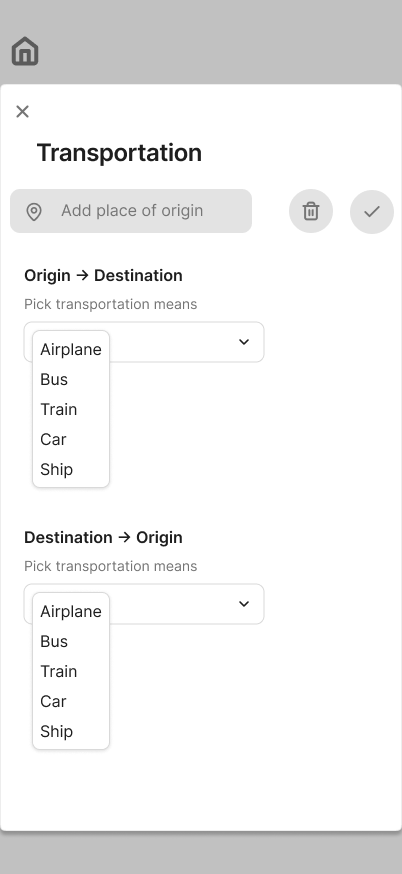 Transportation
Add place of origin
Origin → Destination
Pick transportation means
Airplane
Bus
Train
Car
Ship
Destination → Origin
Pick transportation means
Airplane
Bus
Train
Car
Ship